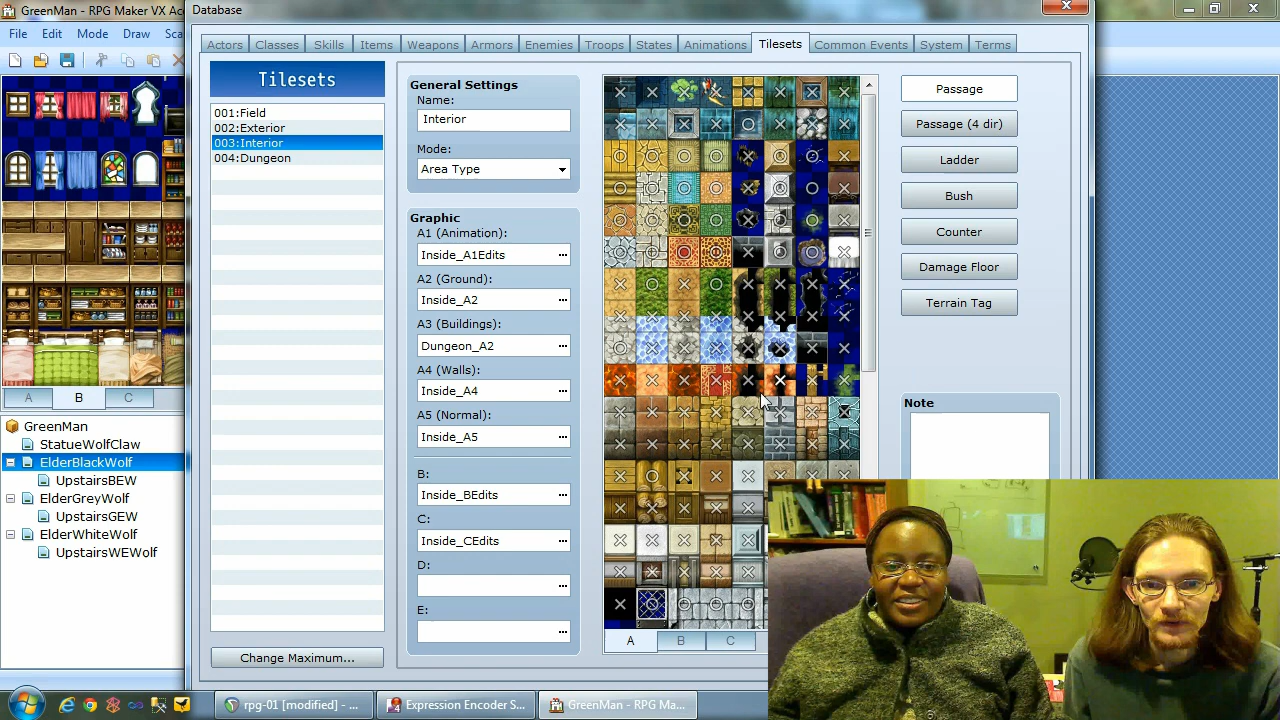 GreenMan - RPG Maker VX Ac
Database
File Edit Mode Draw Sca
Actors Classes Skills Items Weapons Armors Enemies Troops States Animations Tilesets Common Events System Terms
Tilesets
001:Field
002:Exterior
003:Interior
004:Dungeon
Change Maximum...
General Settings
Name:
Interior
Mode:
Area Type
Graphic
A1 (Animation):
Inside_A1Edits ...
A2 (Ground):
Inside_A2 ...
A3 (Buildings):
Dungeon_A2 ...
A4 (Walls):
Inside_A4 ...
A5 (Normal):
Inside_A5 ...
B:
Inside_BEdits ...
C:
Inside_CEdits ...
D:
...
E:
...
A B C
Passage
Passage (4 dir)
Ladder
Bush
Counter
Damage Floor
Terrain Tag
Note
A B C
GreenMan
StatueWolfClaw
ElderBlackWolf
UpstairsBEW
ElderGreyWolf
UpstairsGEW
ElderWhiteWolf
UpstairsWEWolf
rpg-01 [modified] - ... Expression Encoder S... GreenMan - RPG Ma...